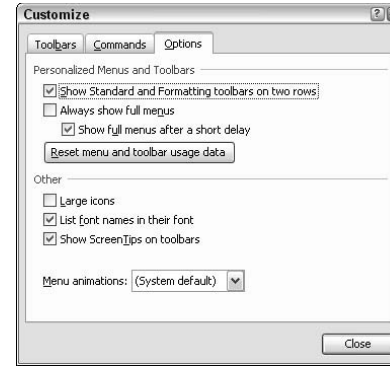 Customize
Toolbars Commands Options
Personalized Menus and Toolbars
Show Standard and Formatting toolbars on two rows
Always show full menus
Show full menus after a short delay
Reset menu and toolbar usage data
Other
Large icons
List font names in their font
Show ScreenTips on toolbars
Menu animations: (System default)
Close